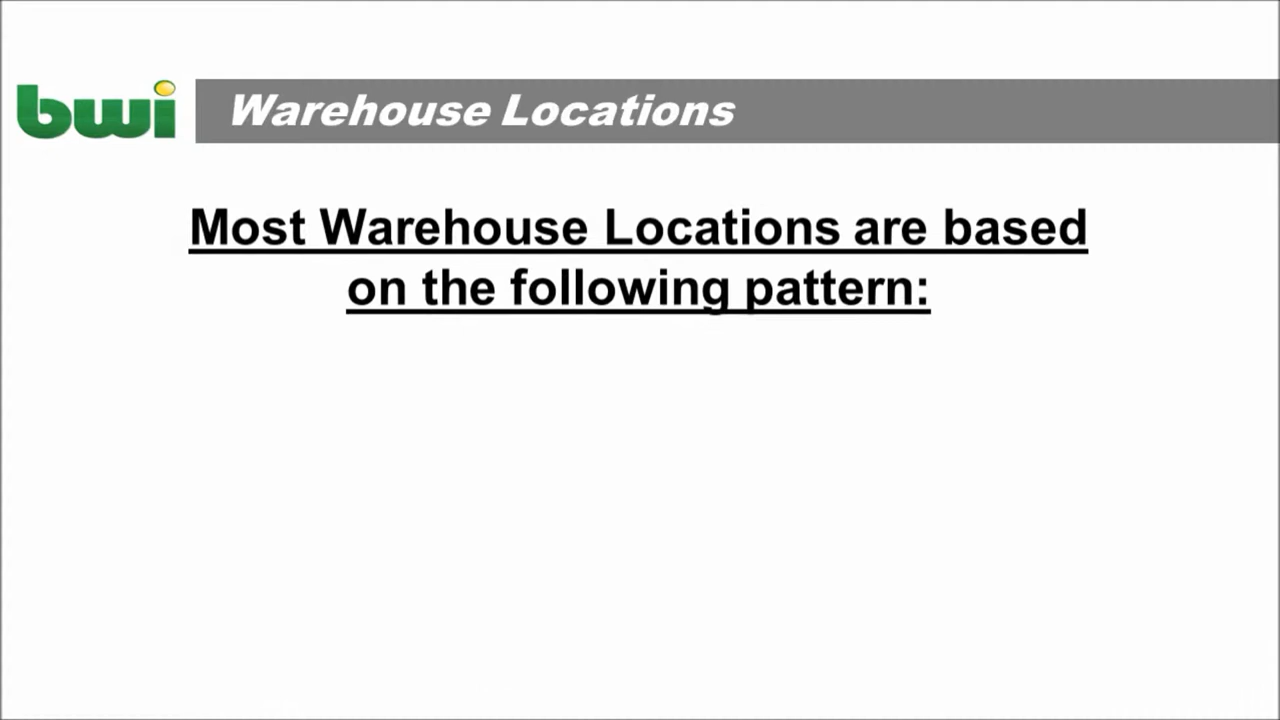 bwi
Warehouse Locations
Most Warehouse Locations are based
on the following pattern: